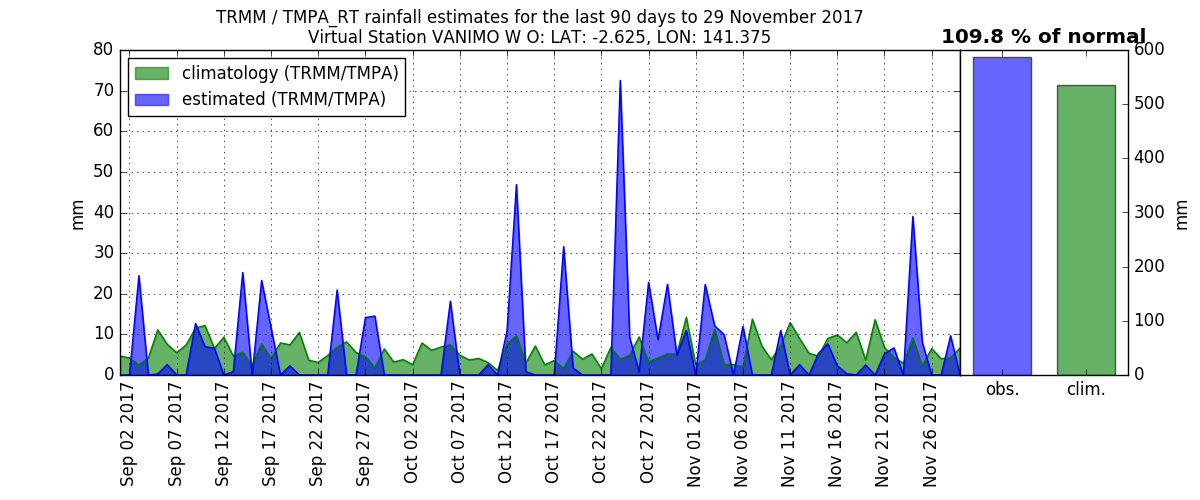 TRMM / TMPA_RT rainfall estimates for the last 90 days to 29 November 2017
Virtual Station VANIMO W O: LAT: -2.625, LON: 141.375
109.8 % of normal
climatology (TRMM/TMPA)
estimated (TRMM/TMPA)
mm
80
70
60
50
40
30
20
10
0
Sep 02 2017
Sep 07 2017
Sep 12 2017
Sep 17 2017
Sep 22 2017
Sep 27 2017
Oct 02 2017
Oct 07 2017
Oct 12 2017
Oct 17 2017
Oct 22 2017
Oct 27 2017
Nov 01 2017
Nov 06 2017
Nov 11 2017
Nov 16 2017
Nov 21 2017
Nov 26 2017
obs.
clim.
600
500
400
300
200
100
0
mm